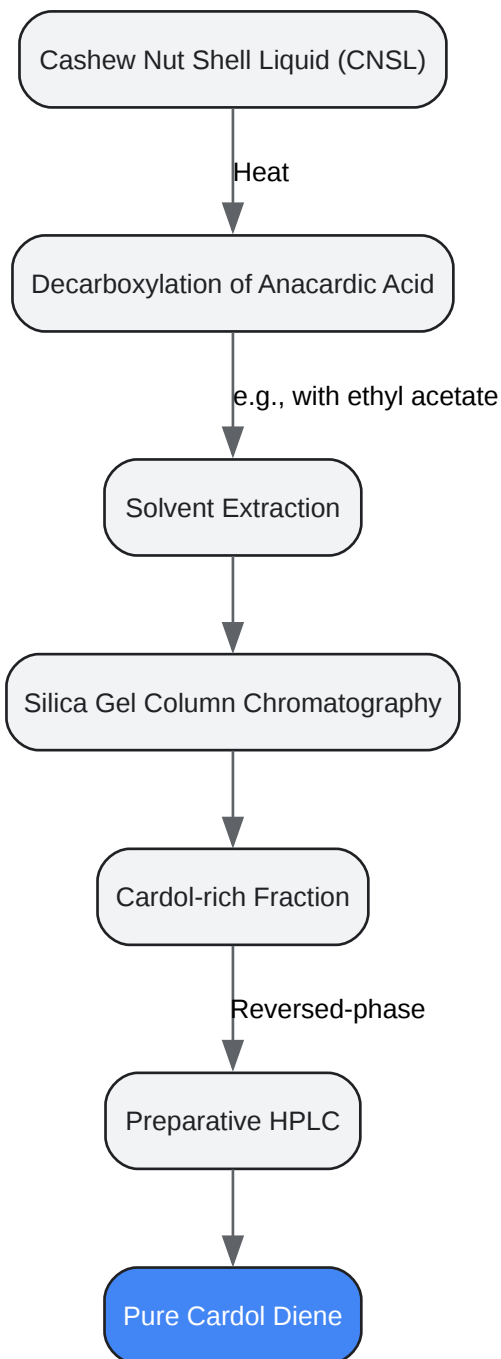 Cashew Nut Shell Liquid (CNSL)
Heat
Decarboxylation of Anacardic Acid
e.g., with ethyl acetate
Solvent Extraction
Silica Gel Column Chromatography
Cardol-rich Fraction
Reversed-phase
Preparative HPLC
Pure Cardol Diene